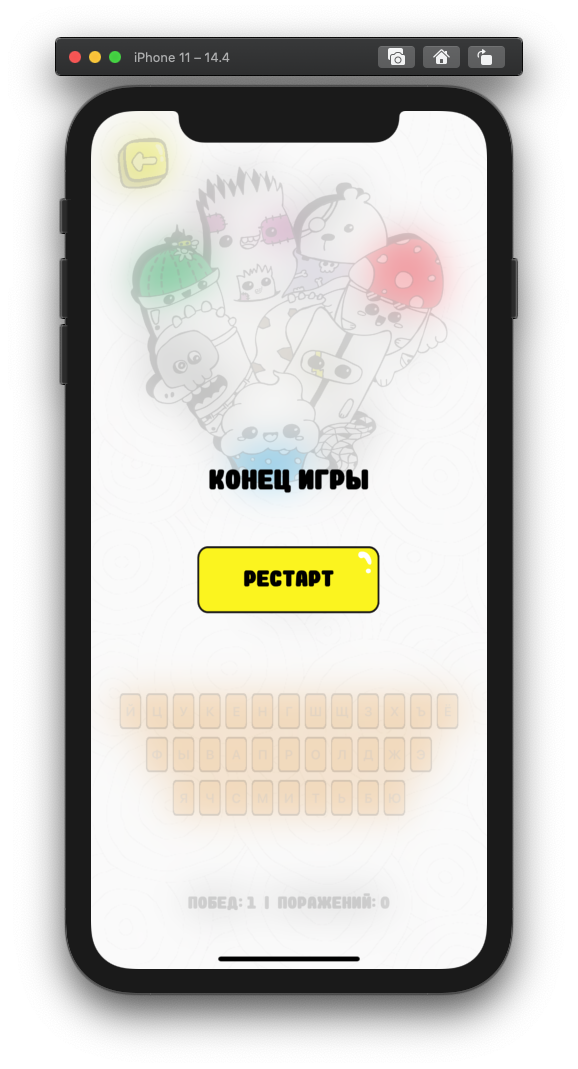 iPhone 11 – 14.4
КОНЕЦ ИГРЫ
РЕСТАРТ
Й Ц У К Е Н Г Ш Щ З Х Ъ Ё
Ф Ы В А П Р О Л Д Ж Э
Я Ч С М И Т Ь Б Ю
ПОБЕД: 1 | ПОРАЖЕНИЙ: 0